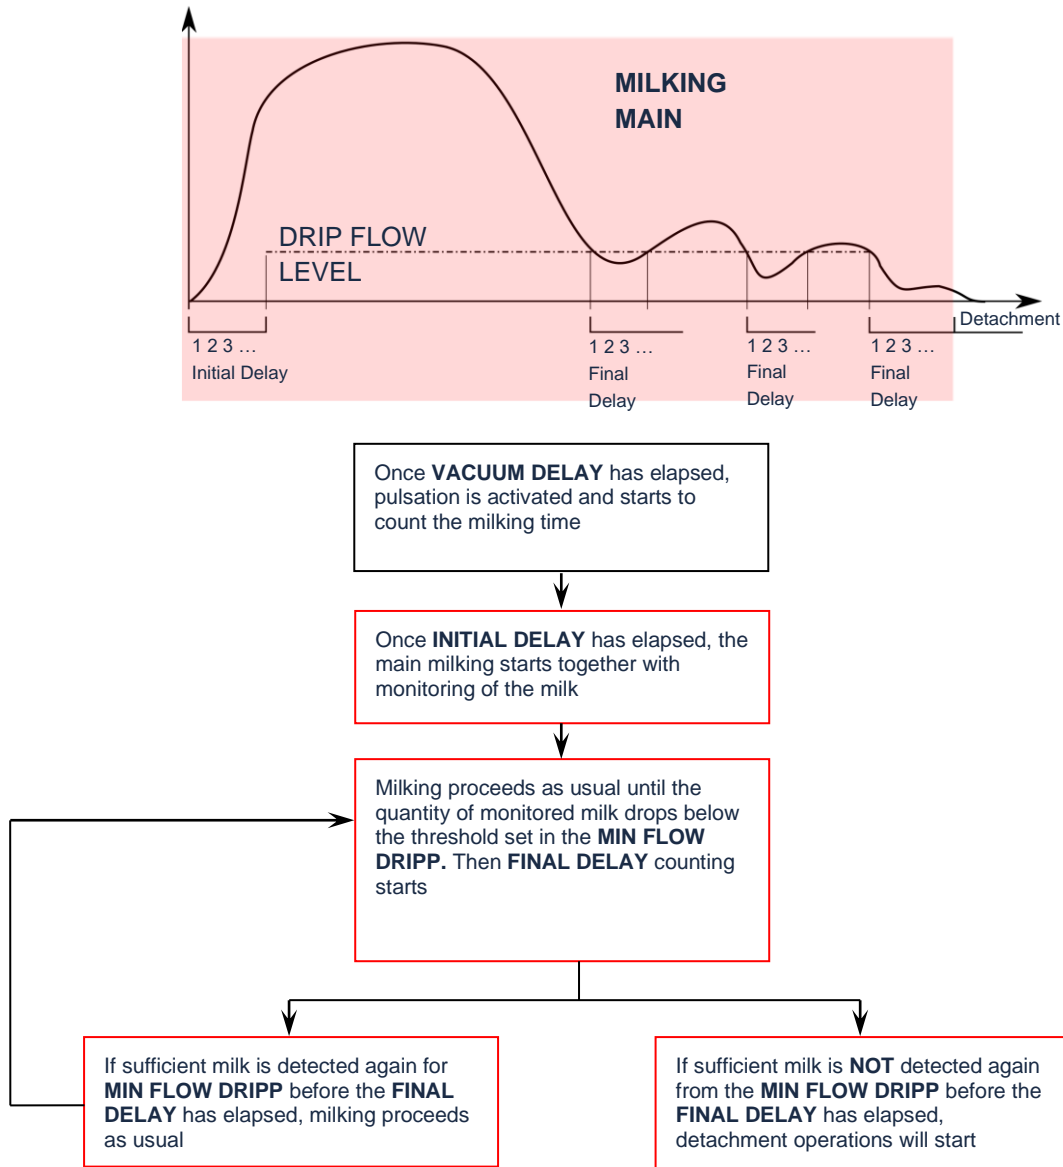 MILKING
MAIN
DRIP FLOW
LEVEL
Detachment
1 2 3 ...
Initial Delay
1 2 3 ...
Final
Delay
1 2 3 ...
Final
Delay
1 2 3 ...
Final
Delay
Once VACUUM DELAY has elapsed,
pulsation is activated and starts to
count the milking time
Once INITIAL DELAY has elapsed, the
main milking starts together with
monitoring of the milk
Milking proceeds as usual until the
quantity of monitored milk drops below
the threshold set in the MIN FLOW
DRIPP. Then FINAL DELAY counting
starts
If sufficient milk is detected again for
MIN FLOW DRIPP before the FINAL
DELAY has elapsed, milking proceeds
as usual
If sufficient milk is NOT detected again
from the MIN FLOW DRIPP before the
FINAL DELAY has elapsed,
detachment operations will start